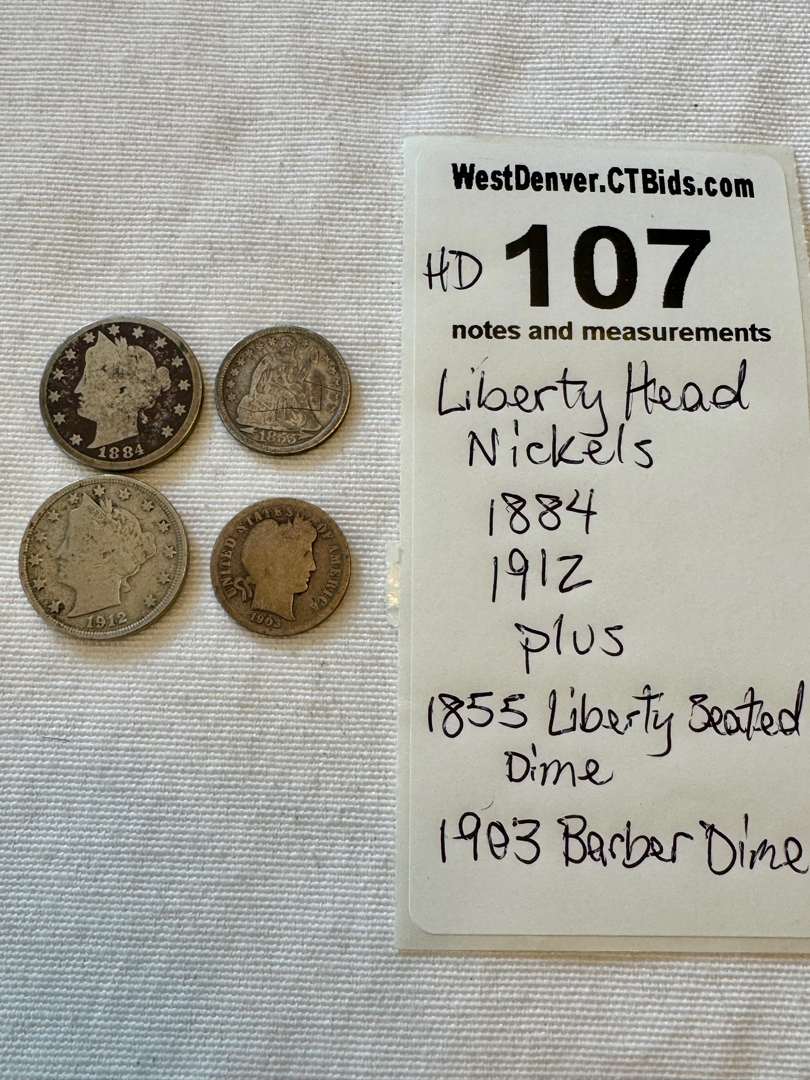 WestDenver.CTBids.com
HD 107
notes and measurements
Liberty Head
Nickels
1884
1912
plus
1855 Liberty Seated
Dime
1903 Barber Dime
1884
1855
1912
UNITED STATES OF AMERICA
1903